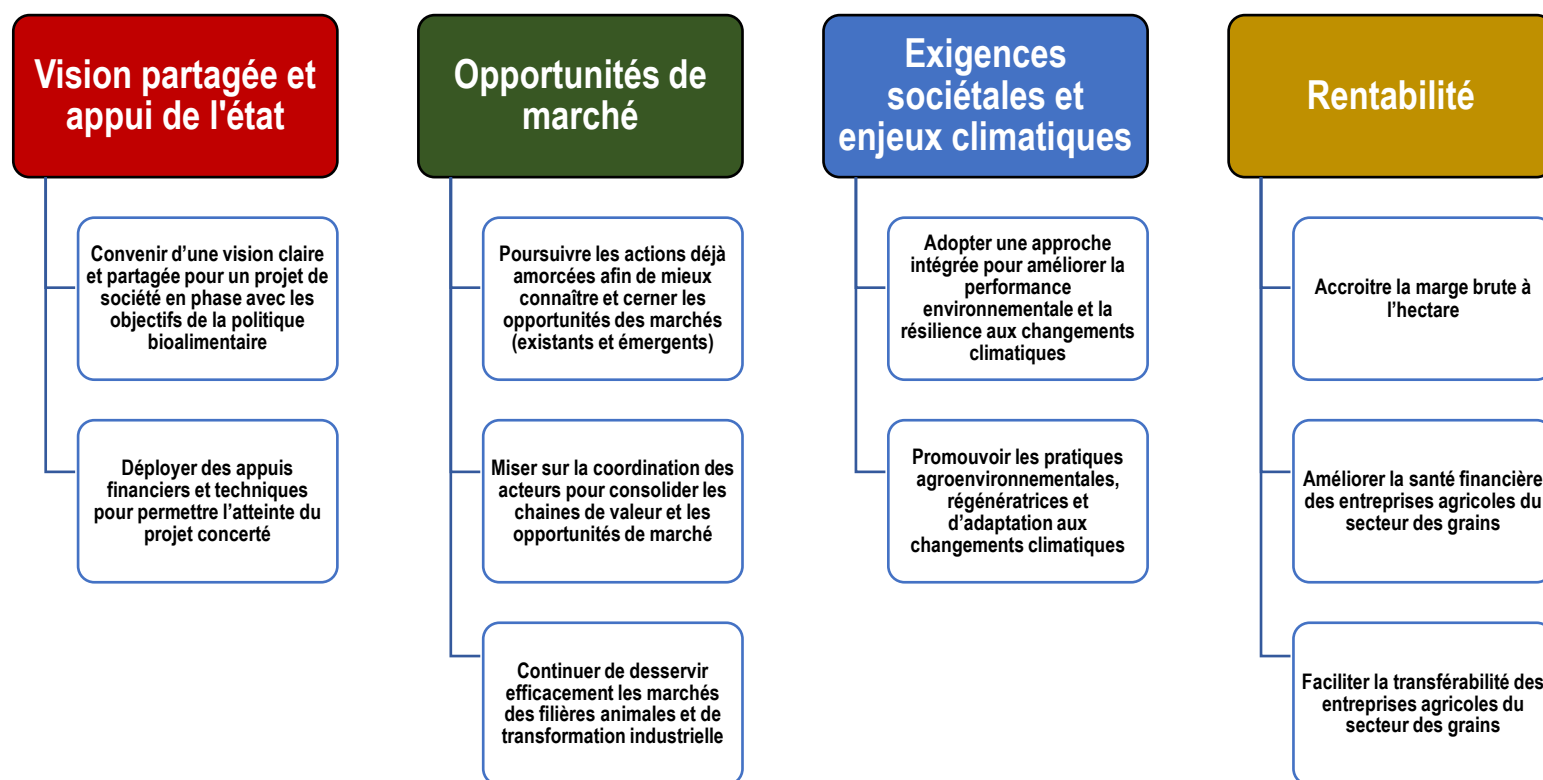 Vision partagée et
appui de l'état
Convenir d’une vision claire
et partagée pour un projet de
société en phase avec les
objectifs de la politique
bioalimentaire
Déployer des appuis
financiers et techniques
pour permettre l’atteinte du
projet concerté
Opportunités de
marché
Poursuivre les actions déjà
amorcées afin de mieux
connaître et cerner les
opportunités des marchés
(existants et émergents)
Miser sur la coordination des
acteurs pour consolider les
chaines de valeur et les
opportunités de marché
Continuer de desservir
efficacement les marchés
des filières animales et de
transformation industrielle
Exigences
sociétales et
enjeux climatiques
Adopter une approche
intégrée pour améliorer la
performance
environnementale et la
résilience aux changements
climatiques
Promouvoir les pratiques
agroenvironnementales,
régénératrices et
d’adaptation aux
changements climatiques
Rentabilité
Accroitre la marge brute à
l’hectare
Améliorer la santé financière
des entreprises agricoles du
secteur des grains
Faciliter la transférabilité des
entreprises agricoles du
secteur des grains